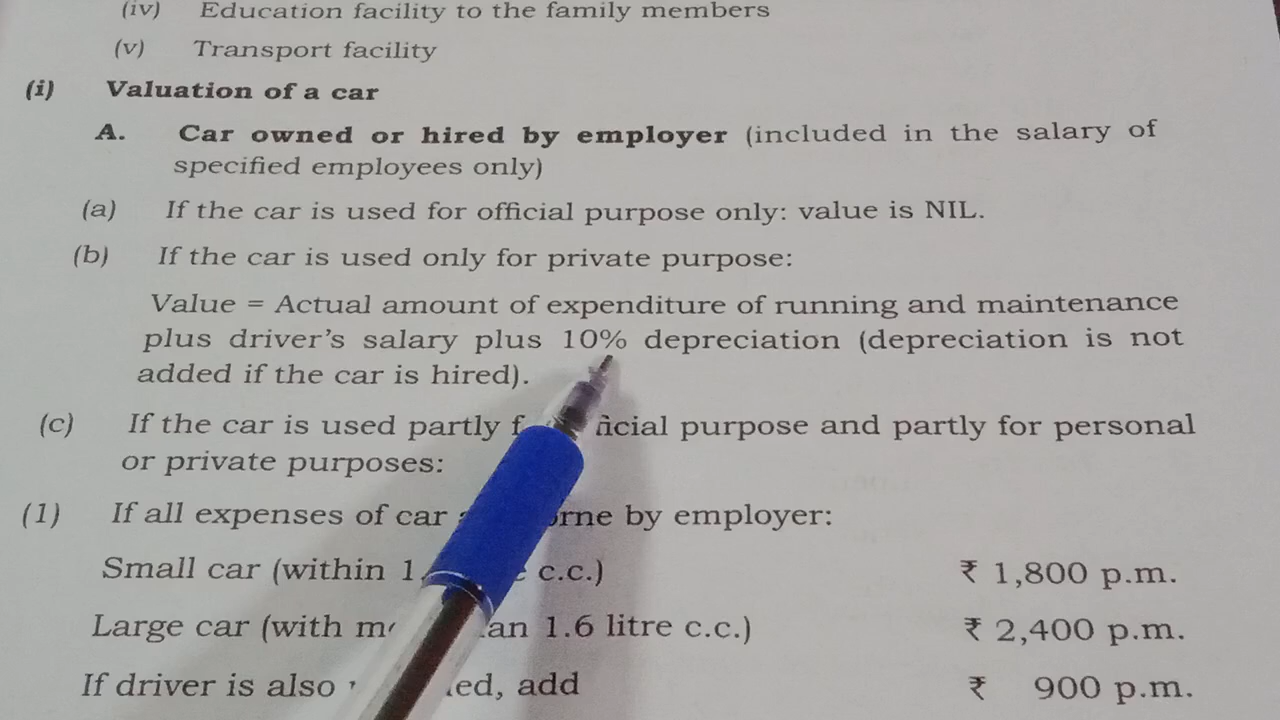 (iv) Education facility to the family members
(v) Transport facility
(i) Valuation of a car
A. Car owned or hired by employer (included in the salary of
specified employees only)
(a) If the car is used for official purpose only: value is NIL.
(b) If the car is used only for private purpose:
Value = Actual amount of expenditure of running and maintenance
plus driver's salary plus 10% depreciation (depreciation is not
added if the car is hired).
(c) If the car is used partly purpose and partly for personal
or private purposes:
(1) If all expenses of car by employer:
Small car (within c.c.) ₹ 1,800 p.m.
Large car (with 1.6 litre c.c.) ₹ 2,400 p.m.
If driver is also add ₹ 900 p.m.